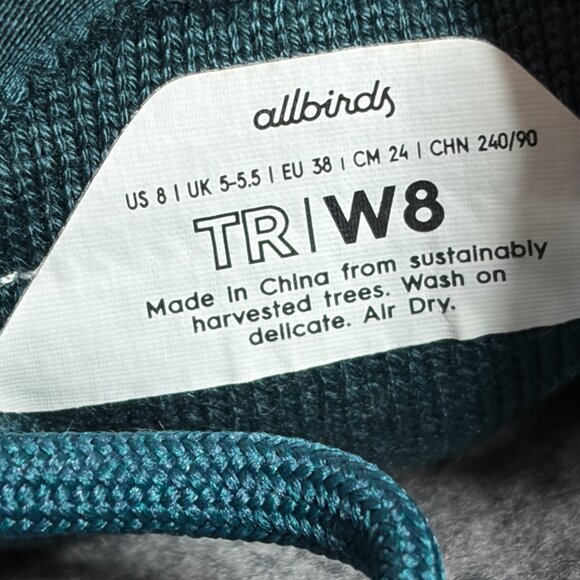 allbirds
US 8 | UK 5-5.5 | EU 38 | CM 24 | CHN 240/90
TR|W8
Made in China from sustainably
harvested trees. Wash on
delicate. Air Dry.